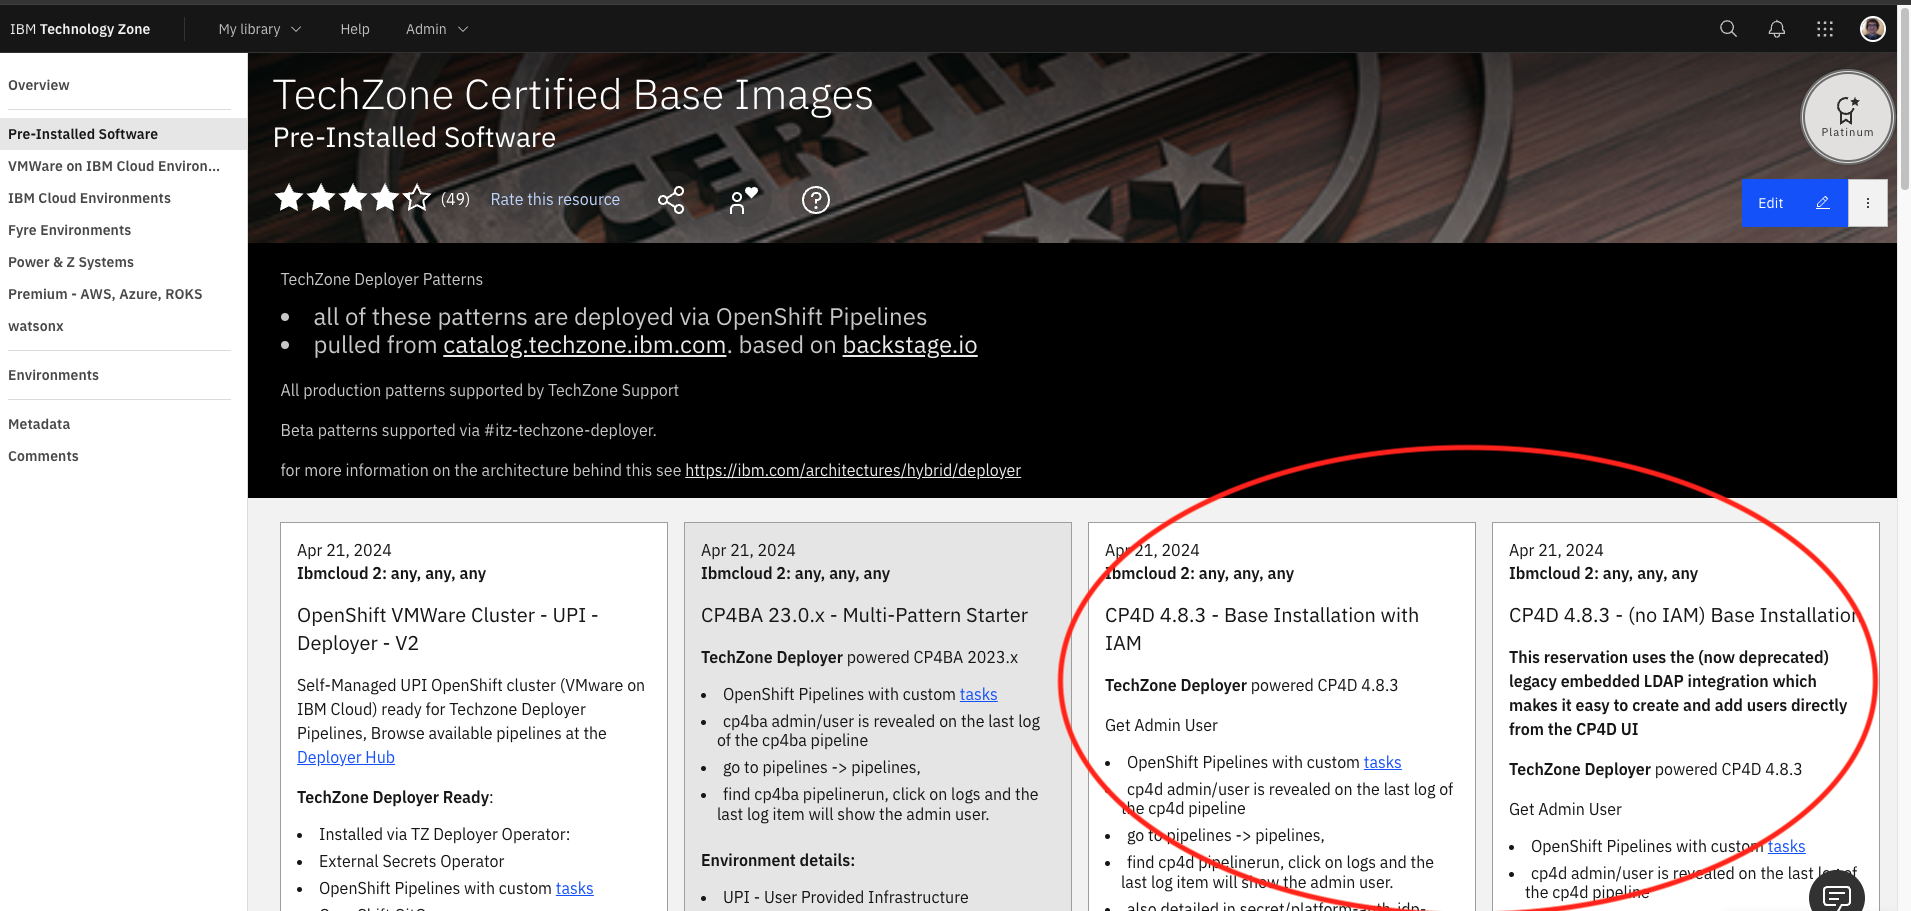 IBM Technology Zone
My library
Help
Admin
Overview
Pre-Installed Software
VMWare on IBM Cloud Environ...
IBM Cloud Environments
Fyre Environments
Power & Z Systems
Premium - AWS, Azure, ROKS
watsonx
Environments
Metadata
Comments
TechZone Certified Base Images
Pre-Installed Software
Platinum
(49)
Rate this resource
Edit
TechZone Deployer Patterns
• all of these patterns are deployed via OpenShift Pipelines
• pulled from catalog.techzone.ibm.com. based on backstage.io
All production patterns supported by TechZone Support
Beta patterns supported via #itz-techzone-deployer.
for more information on the architecture behind this see https://ibm.com/architectures/hybrid/deployer
Apr 21, 2024
Ibmcloud 2: any, any, any
OpenShift VMWare Cluster - UPI -
Deployer - V2
Self-Managed UPI OpenShift cluster (VMware on
IBM Cloud) ready for Techzone Deployer
Pipelines, Browse available pipelines at the
Deployer Hub
TechZone Deployer Ready:
• Installed via TZ Deployer Operator:
• External Secrets Operator
• OpenShift Pipelines with custom tasks
Apr 21, 2024
Ibmcloud 2: any, any, any
CP4BA 23.0.x - Multi-Pattern Starter
TechZone Deployer powered CP4BA 2023.x
• OpenShift Pipelines with custom tasks
• cp4ba admin/user is revealed on the last log
of the cp4ba pipeline
• go to pipelines -> pipelines,
• find cp4ba pipelinerun, click on logs and the
last log item will show the admin user.
Environment details:
• UPI - User Provided Infrastructure
Apr 21, 2024
Ibmcloud 2: any, any, any
CP4D 4.8.3 - Base Installation with
IAM
TechZone Deployer powered CP4D 4.8.3
Get Admin User
• OpenShift Pipelines with custom tasks
cp4d admin/user is revealed on the last log of
the cp4d pipeline
• go to pipelines -> pipelines,
• find cp4d pipelinerun, click on logs and the
last log item will show the admin user.
• also detailed in secret/platform-auth-idp-
Apr 21, 2024
Ibmcloud 2: any, any, any
CP4D 4.8.3 - (no IAM) Base Installation
This reservation uses the (now deprecated)
legacy embedded LDAP integration which
makes it easy to create and add users directly
from the CP4D UI
TechZone Deployer powered CP4D 4.8.3
Get Admin User
• OpenShift Pipelines with custom tasks
• cp4d admin/user is revealed on the last log of
the cp4d pipeline